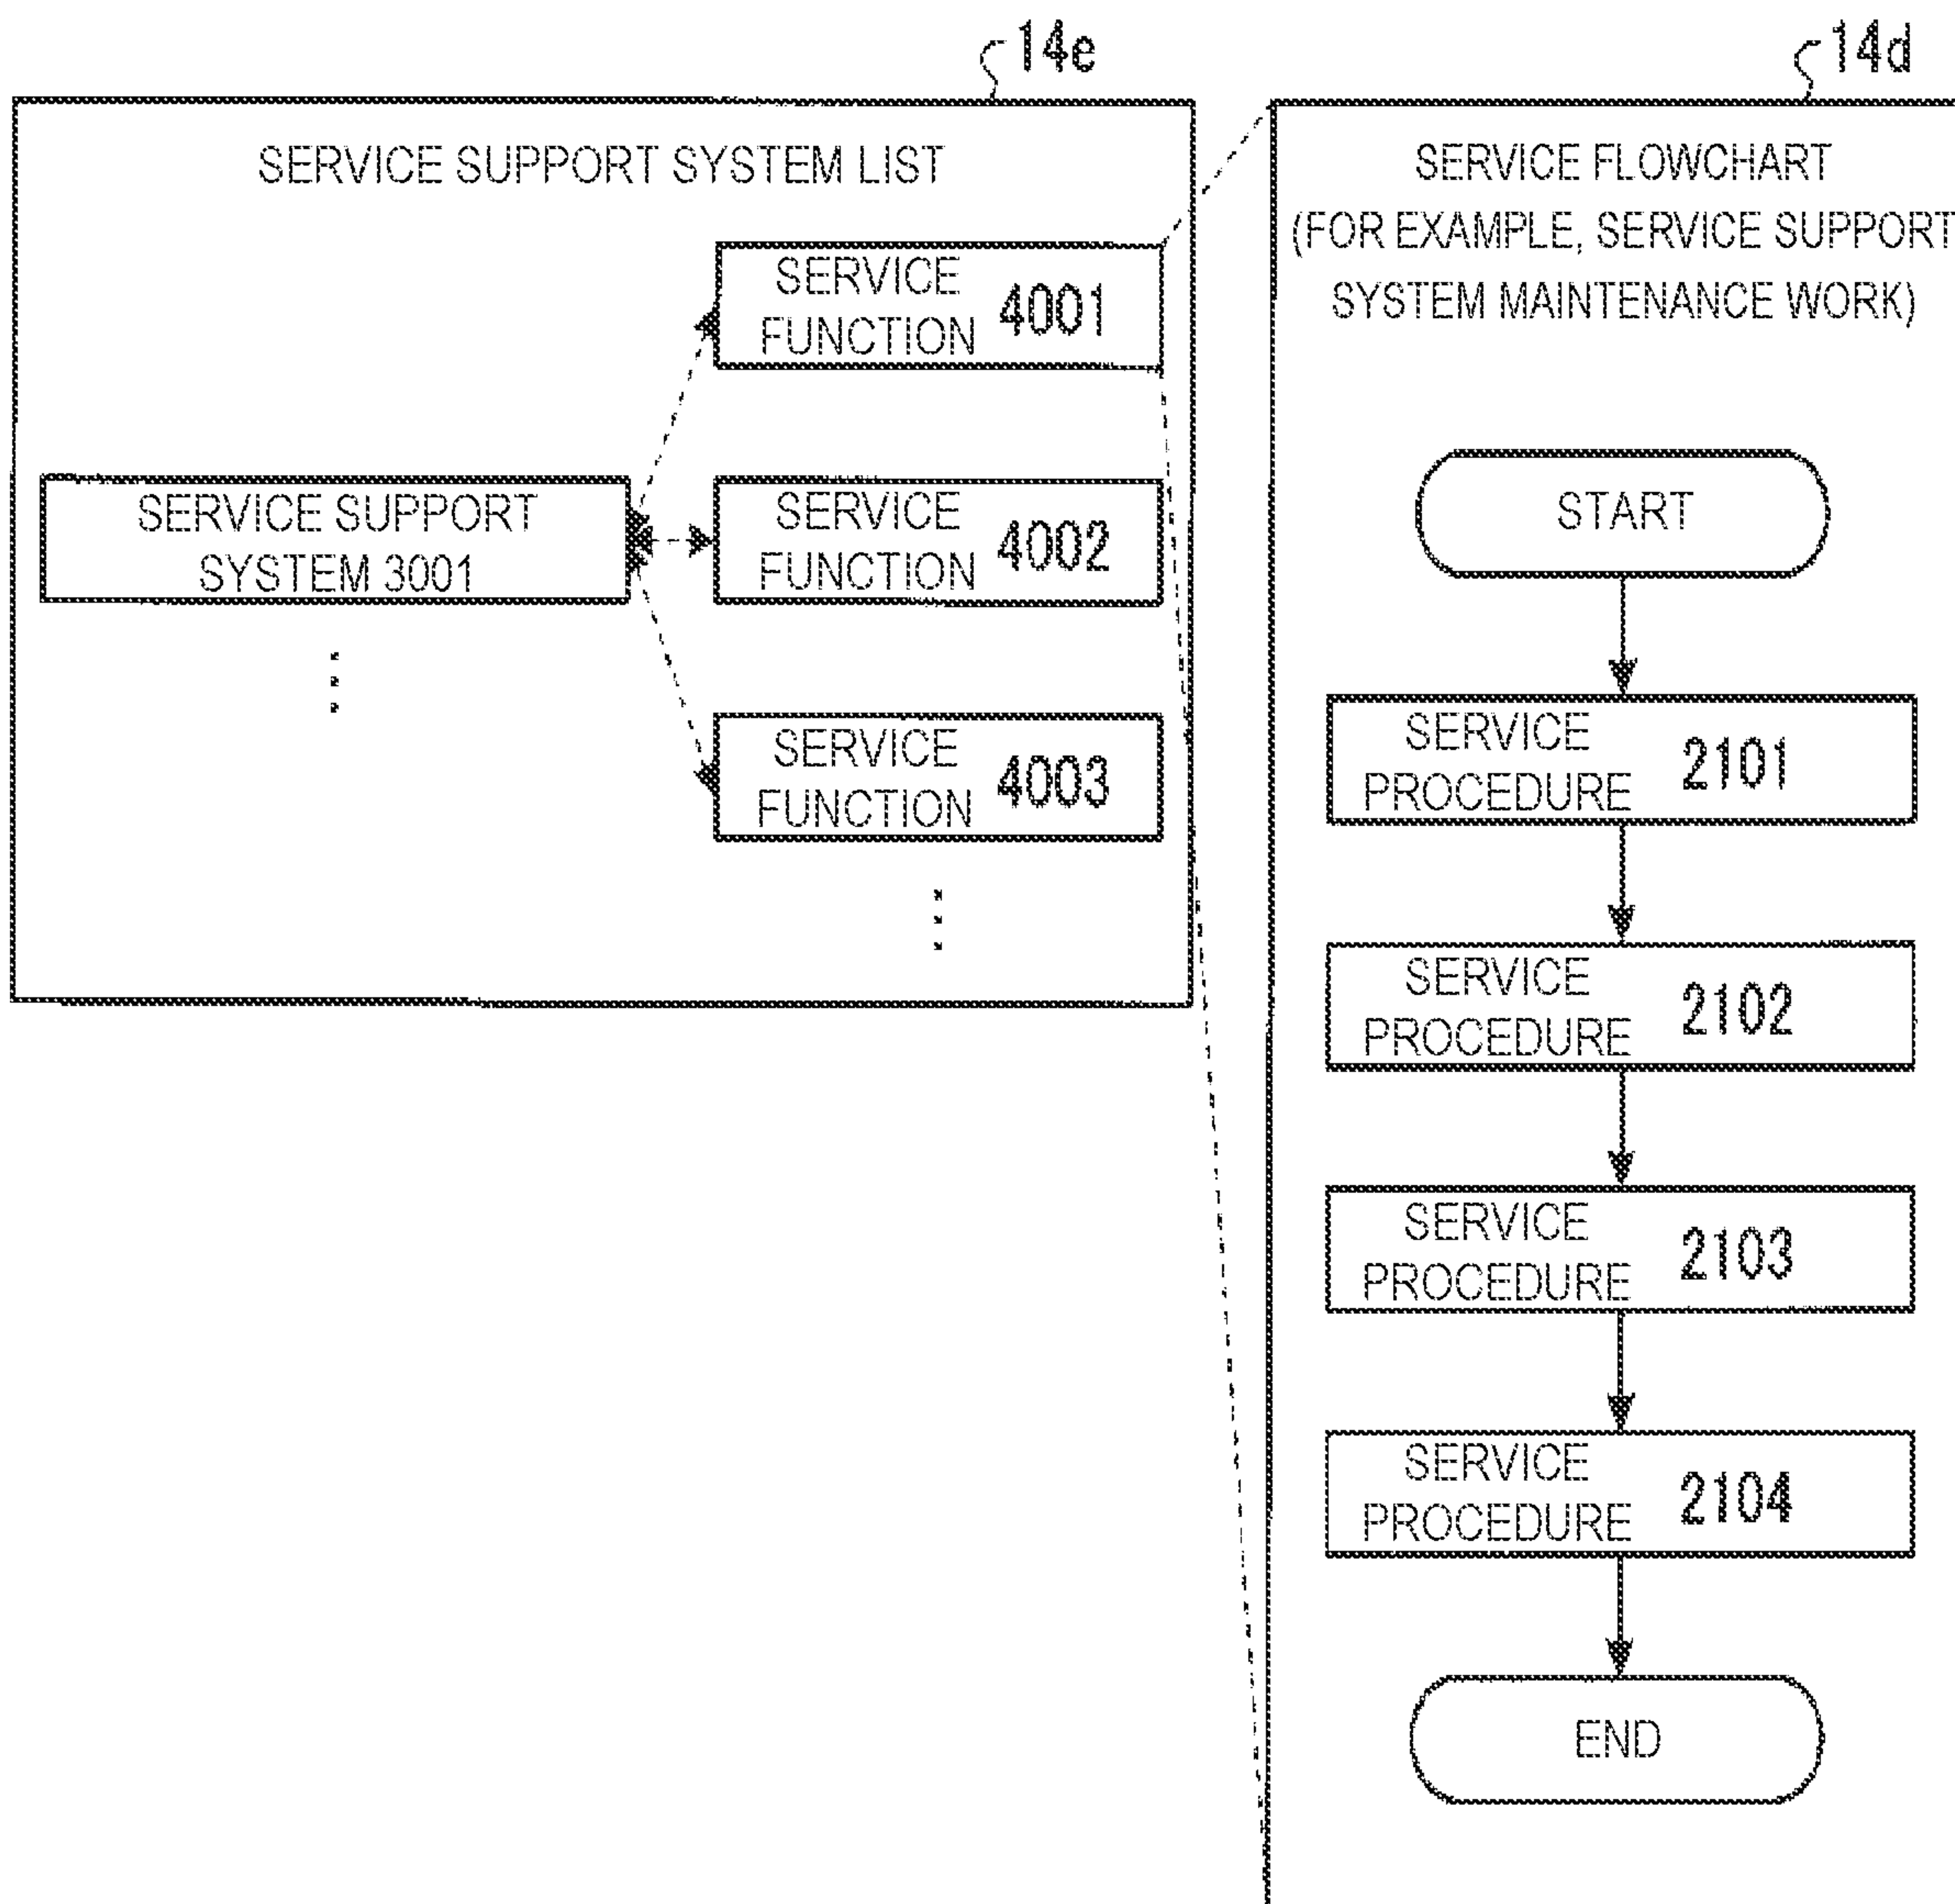 14e
SERVICE SUPPORT SYSTEM LIST
SERVICE
FUNCTION 4001
SERVICE SUPPORT
SYSTEM 3001
SERVICE
FUNCTION 4002
SERVICE
FUNCTION 4003
14d
SERVICE FLOWCHART
(FOR EXAMPLE, SERVICE SUPPORT
SYSTEM MAINTENANCE WORK)
START
SERVICE
PROCEDURE 2101
SERVICE
PROCEDURE 2102
SERVICE
PROCEDURE 2103
SERVICE
PROCEDURE 2104
END